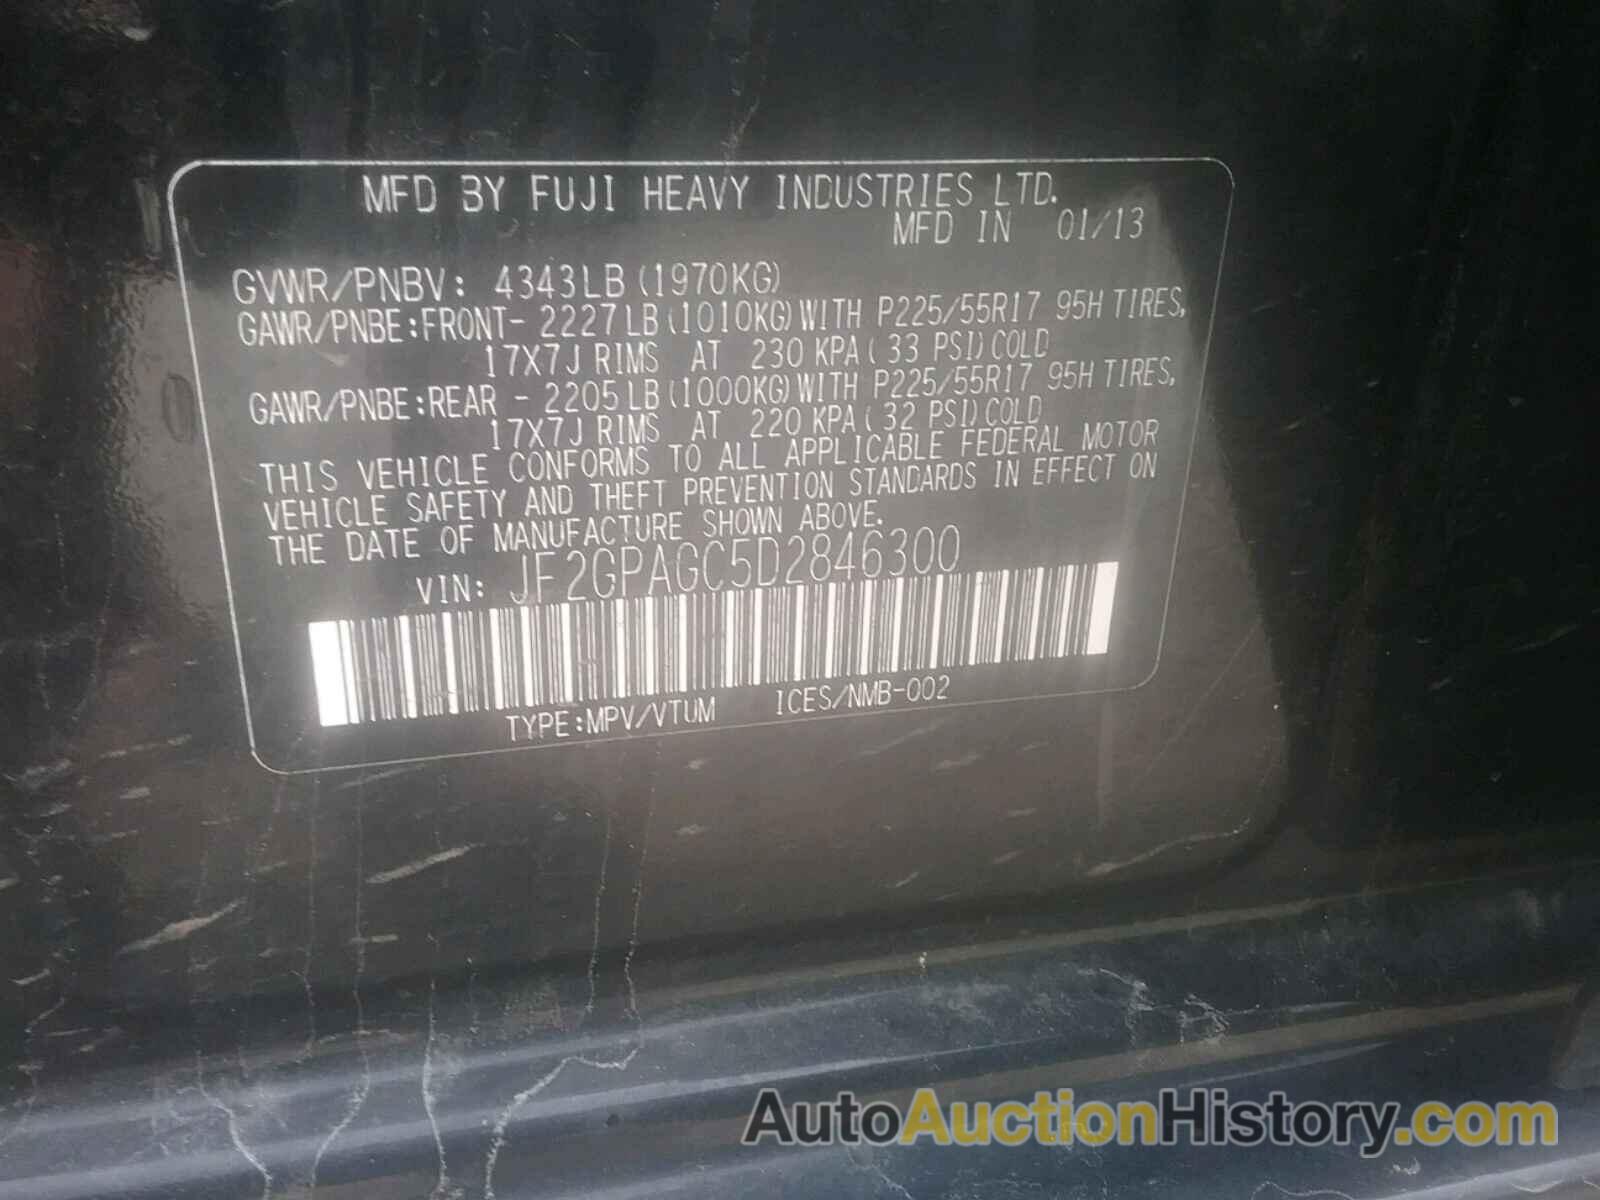 MFD BY FUJI HEAVY INDUSTRIES LTD.
MFD IN 01/13
GVWR/PNBV: 4343LB (1970KG)
GAWR/PNBE:FRONT- 2227LB(1010KG)WITH P225/55R17 95H TIRES,
17X7J RIMS AT 230 KPA( 33 PSI)COLD
GAWR/PNBE:REAR - 2205LB(1000KG)WITH P225/55R17 95H TIRES,
17X7J RIMS AT 220 KPA( 32 PSI)COLD
THIS VEHICLE CONFORMS TO ALL APPLICABLE FEDERAL MOTOR
VEHICLE SAFETY AND THEFT PREVENTION STANDARDS IN EFFECT ON
THE DATE OF MANUFACTURE SHOWN ABOVE.
VIN: JF2GPAGC5D2846300
TYPE:MPV/VTUM ICES/NMB-002
AutoAuctionHistory.com